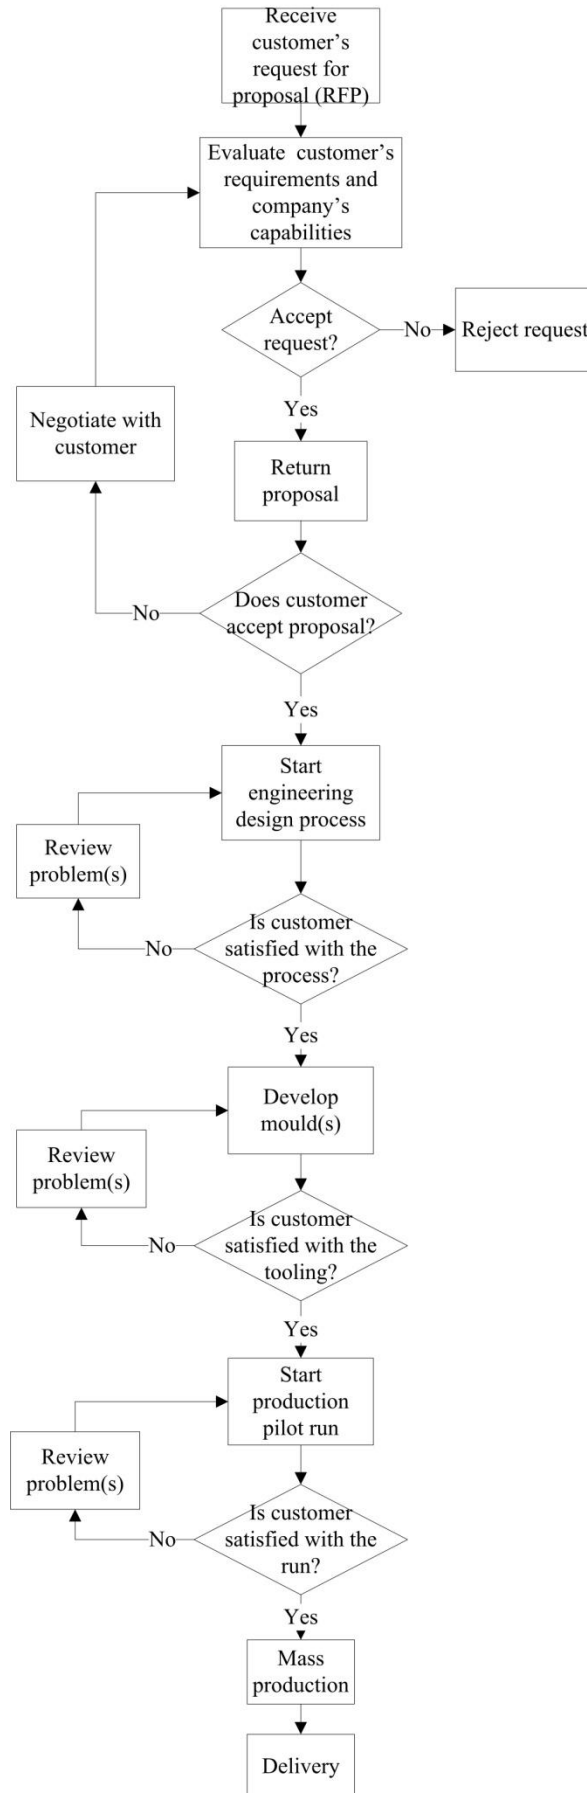 Receive
customer’s
request for
proposal (RFP)
Evaluate customer’s
requirements and
company’s
capabilities
Accept
request?
No
Reject request
Yes
Negotiate with
customer
Return
proposal
Does customer
accept proposal?
No
Yes
Start
engineering
design process
Review
problem(s)
Is customer
satisfied with the
process?
No
Yes
Develop
mould(s)
Review
problem(s)
Is customer
satisfied with the
tooling?
No
Yes
Start
production
pilot run
Review
problem(s)
Is customer
satisfied with the
run?
No
Yes
Mass
production
Delivery